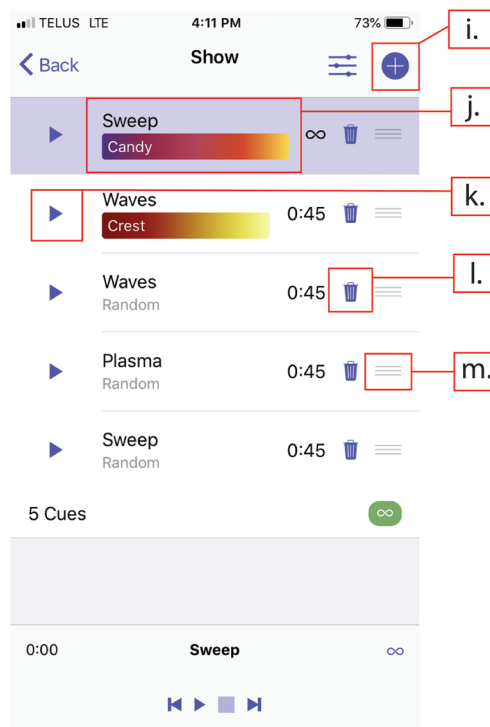 TELUS LTE 4:11 PM 73%
i.
Back Show
j.
Sweep
Candy ∞
k.
Waves
Crest 0:45
l.
Waves 0:45
Random
m.
Plasma 0:45
Random
Sweep 0:45
Random
5 Cues ∞
0:00 Sweep ∞